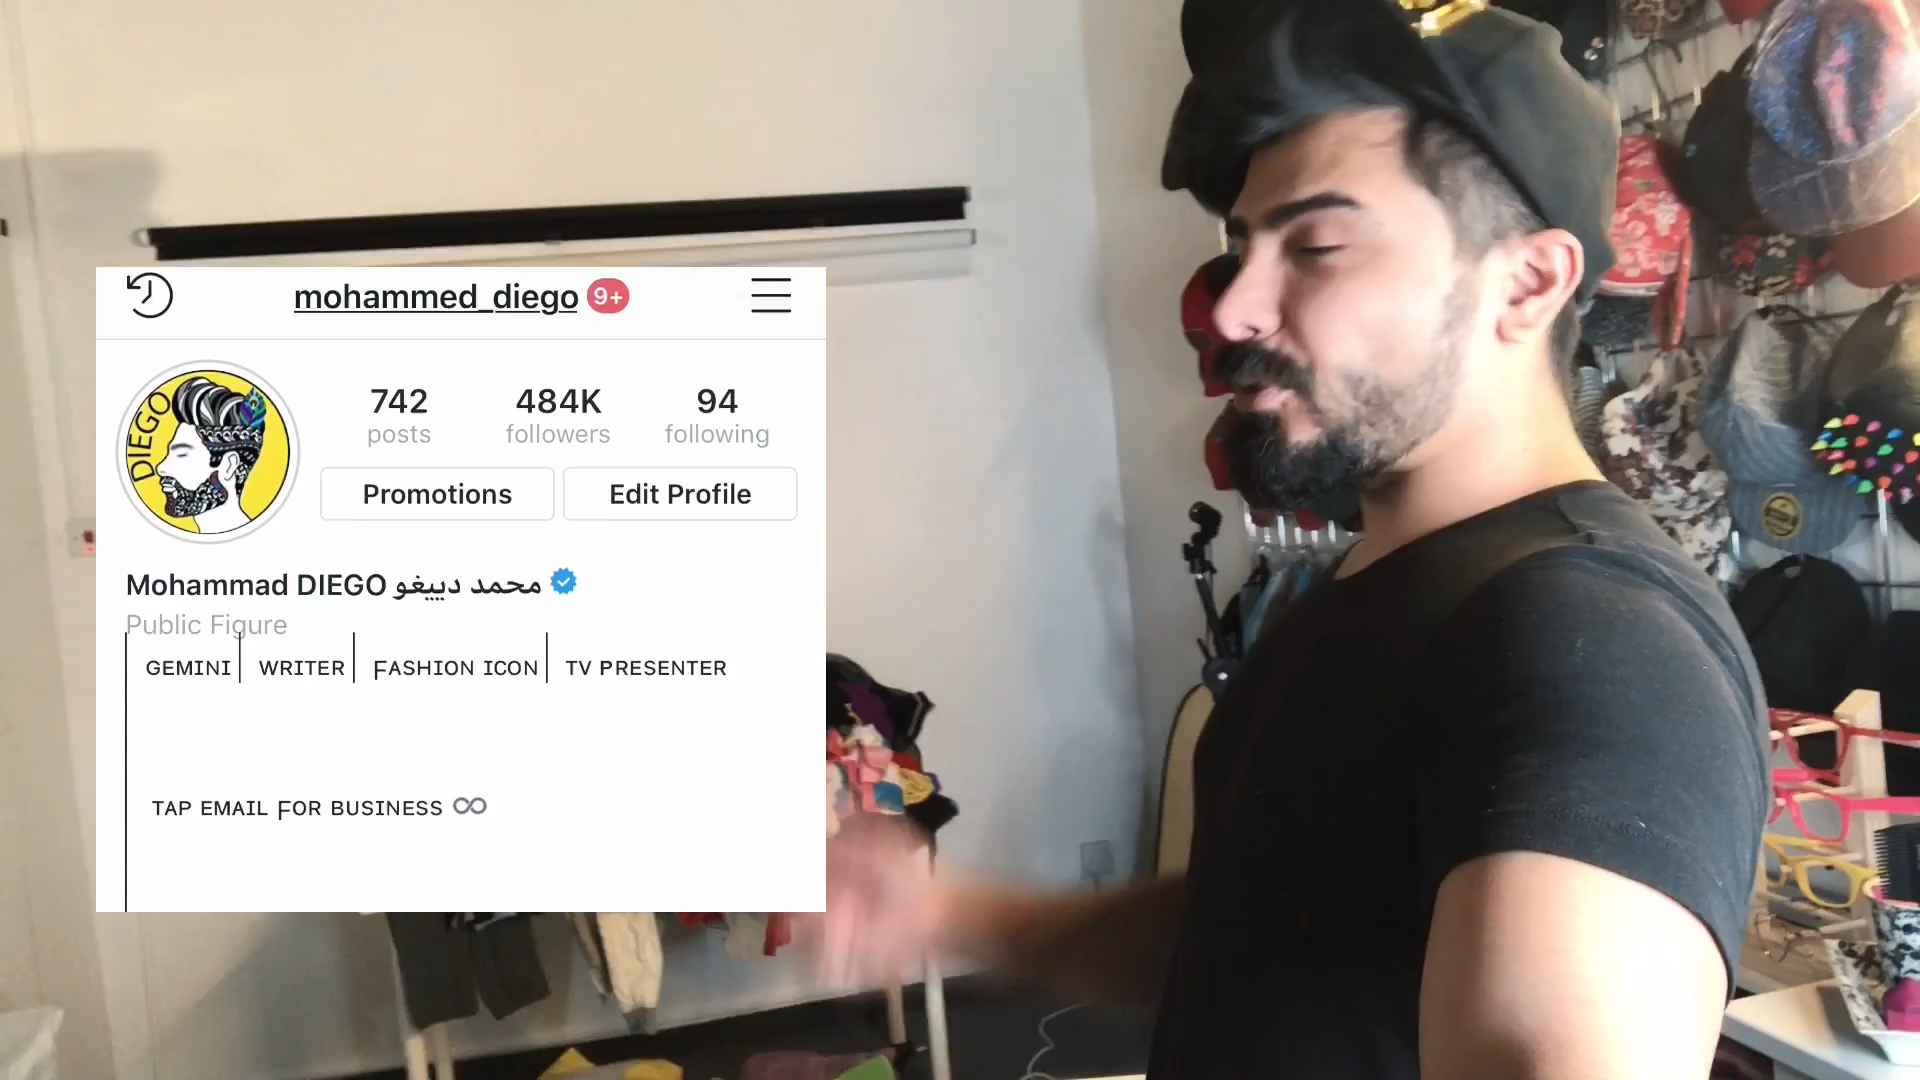 mohammed_diego 9+
DIEGO
742 484K 94
posts followers following
Promotions Edit Profile
Mohammad DIEGO محمد دييغو
Public Figure
GEMINI WRITER FASHION ICON TV PRESENTER
TAP EMAIL FOR BUSINESS